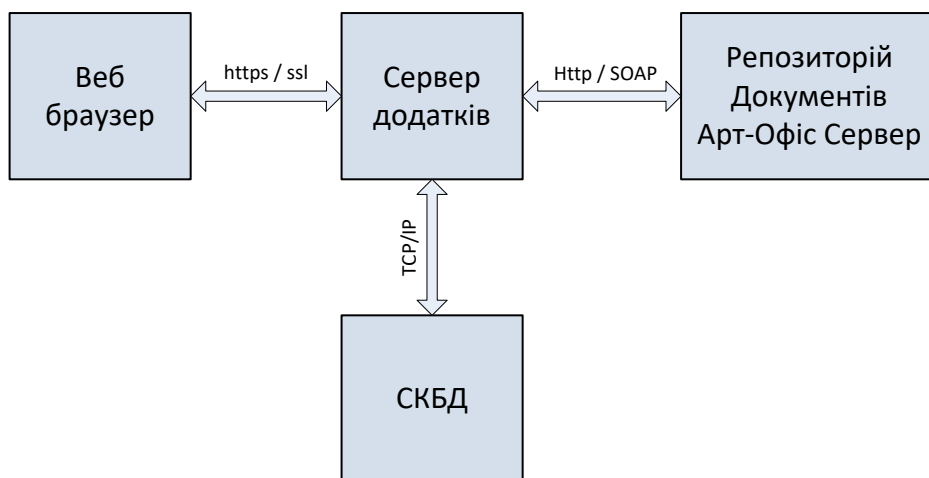 Веб
браузер
https / ssl
Сервер
додатків
Http / SOAP
Репозиторій
Документів
Арт-Офіс Сервер
TCP/IP
СКБД